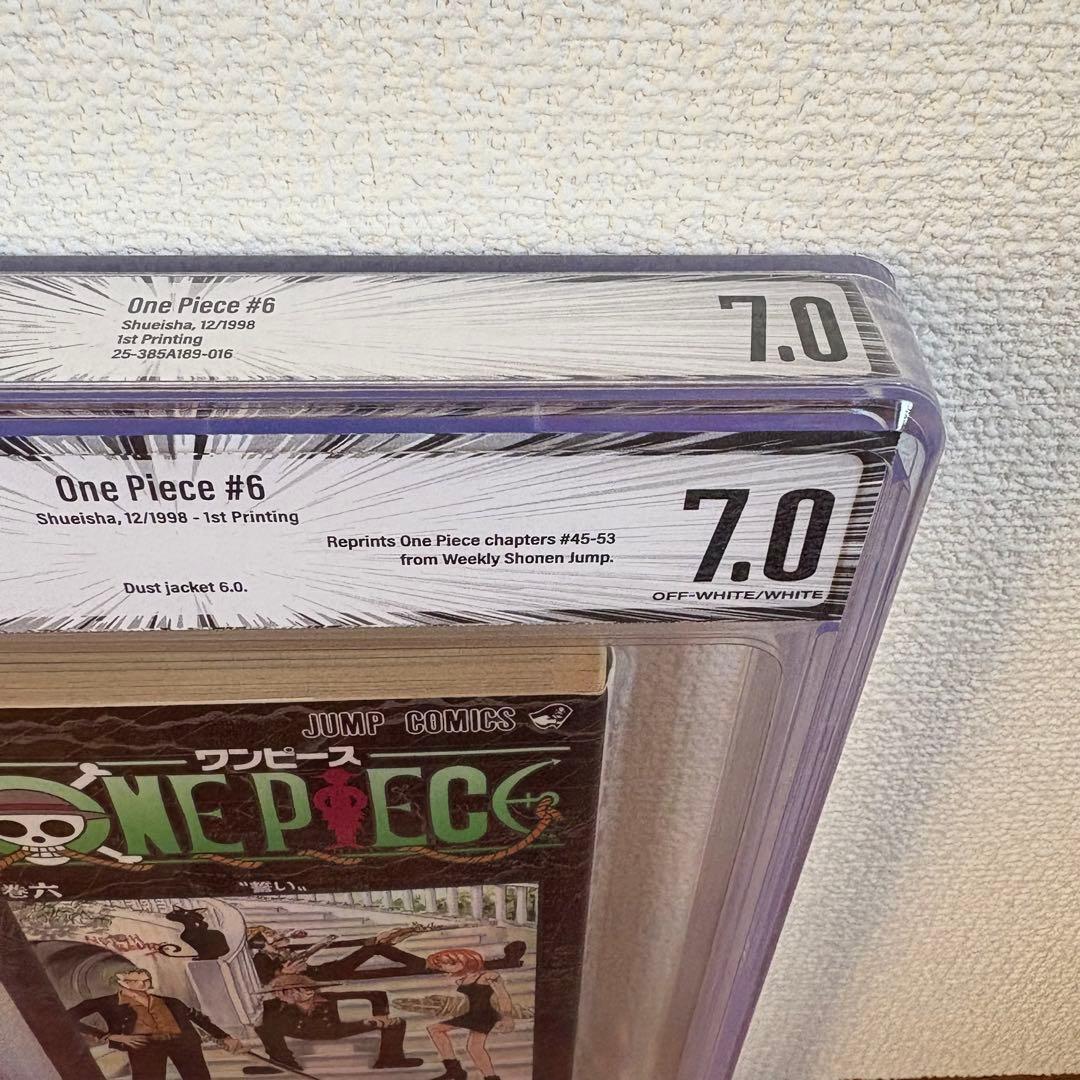 One Piece #6
Shueisha, 12/1998
1st Printing
25-385A189-016
7.0
One Piece #6
Shueisha, 12/1998 - 1st Printing
Reprints One Piece chapters #45-53
from Weekly Shonen Jump.
Dust jacket 6.0.
7.0
OFF-WHITE/WHITE
JUMP COMICS
ワンピース
ONE PIECE
巻六
"誓い"